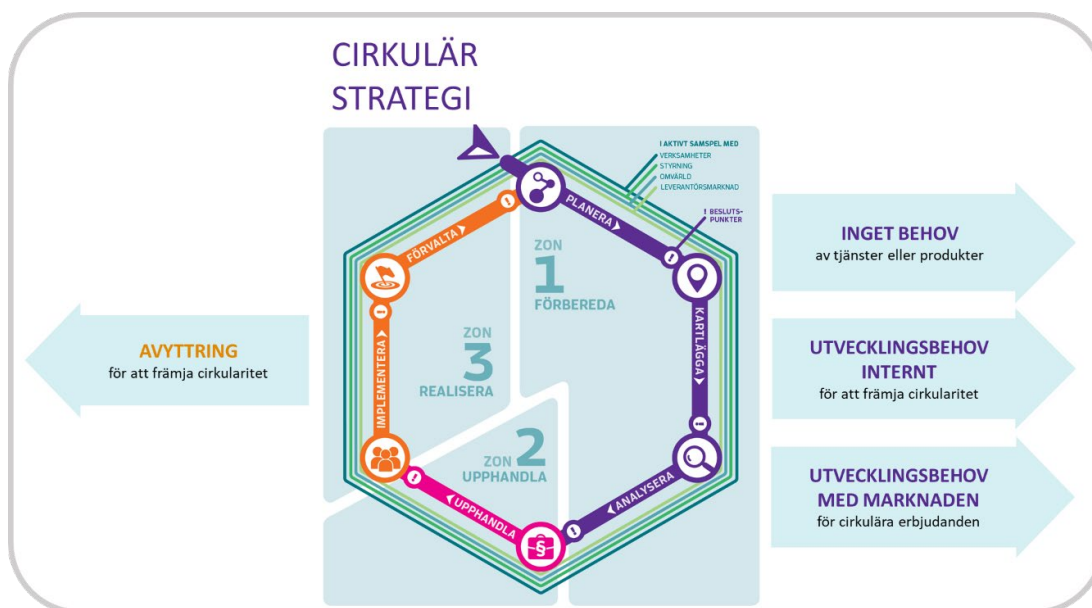 CIRKULÄR
STRATEGI
I AKTIVT SAMSPEL MED
VERKSAMHETER
STYRNING
OMVÄRLD
LEVERANTÖRSMARKNAD
! BESLUTS-
PUNKTER
PLANERA
KARTLÄGGA
ANALYSERA
UPPHANDLA
IMPLEMENTERA
FÖRVALTA
ZON
1
FÖRBEREDA
ZON 2
UPPHANDLA
ZON
3
REALISERA
§
!
!
!
!
!
!
AVYTTRING
för att främja cirkularitet
INGET BEHOV
av tjänster eller produkter
UTVECKLINGSBEHOV
INTERNT
för att främja cirkularitet
UTVECKLINGSBEHOV
MED MARKNADEN
för cirkulära erbjudanden